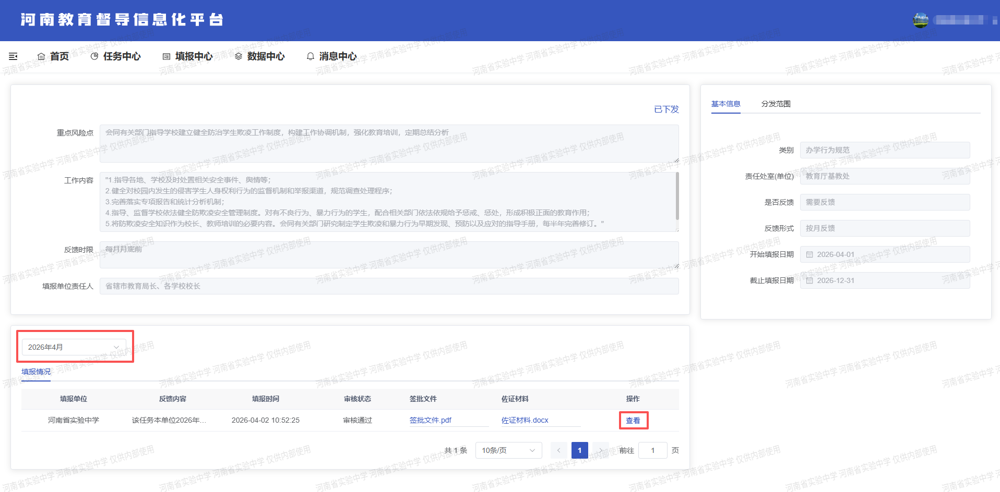 河南教育督导信息化平台
首页
任务中心
填报中心
数据中心
消息中心
已下发
重点风险点
会同有关部门指导学校建立健全防治学生欺凌工作制度，构建工作协调机制，强化教育培训，定期总结分析
工作内容
"1.指导各地、学校及时处置相关安全事件、舆情等；
2.健全对校园内发生的侵害学生人身权利行为的监督机制和举报渠道，规范调查处理程序；
3.完善落实专项报告和统计分析机制；
4.指导、监督学校依法健全防欺凌安全管理制度。对有不良行为、暴力行为的学生，配合相关部门依法依规给予惩戒、惩处，形成积极正面的教育作用；
5.将防欺凌安全知识作为校长、教师培训的必要内容。会同有关部门研究制定学生欺凌和暴力行为早期发现、预防以及应对的指导手册，每半年完善修订。"
反馈时限
每月月底前
填报单位责任人
省辖市教育局长、各学校校长
基本信息
分发范围
类别
办学行为规范
责任处室(单位)
教育厅基教处
是否反馈
需要反馈
反馈形式
按月反馈
开始填报日期
2026-04-01
截止填报日期
2026-12-31
2026年4月
填报情况
填报单位 反馈内容 填报时间 审核状态 签批文件 佐证材料 操作
河南省实验中学 该任务本单位2026年... 2026-04-02 10:52:25 审核通过 签批文件.pdf 佐证材料.docx 查看
共 1 条 10条/页 1 前往 1 页
河南省实验中学 仅供内部使用